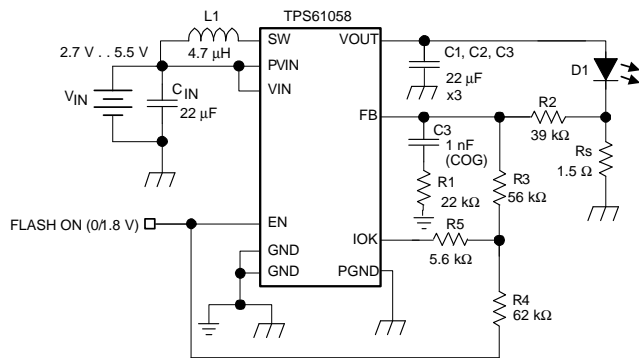 L1
TPS61058
SW
VOUT
C1, C2, C3
2.7 V . . 5.5 V
4.7 µH
PVIN
D1
VIN
C_IN
22 µF
x3
V_IN
22 µF
FB
R2
C3
39 kΩ
Rs
1 nF
(COG)
R3
1.5 Ω
R1
56 kΩ
22 kΩ
FLASH ON (0/1.8 V)
EN
R5
IOK
GND
5.6 kΩ
GND
PGND
R4
62 kΩ